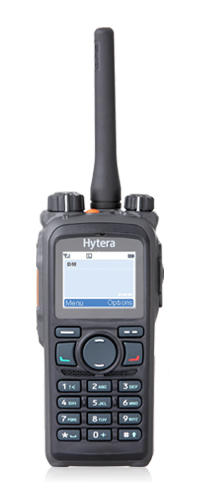 Hytera
Menu Options
1 2 ABC 3 DEF
4 GHI 5 JKL 6 MNO
7 PQRS 8 TUV 9 WXYZ
* 0+ #